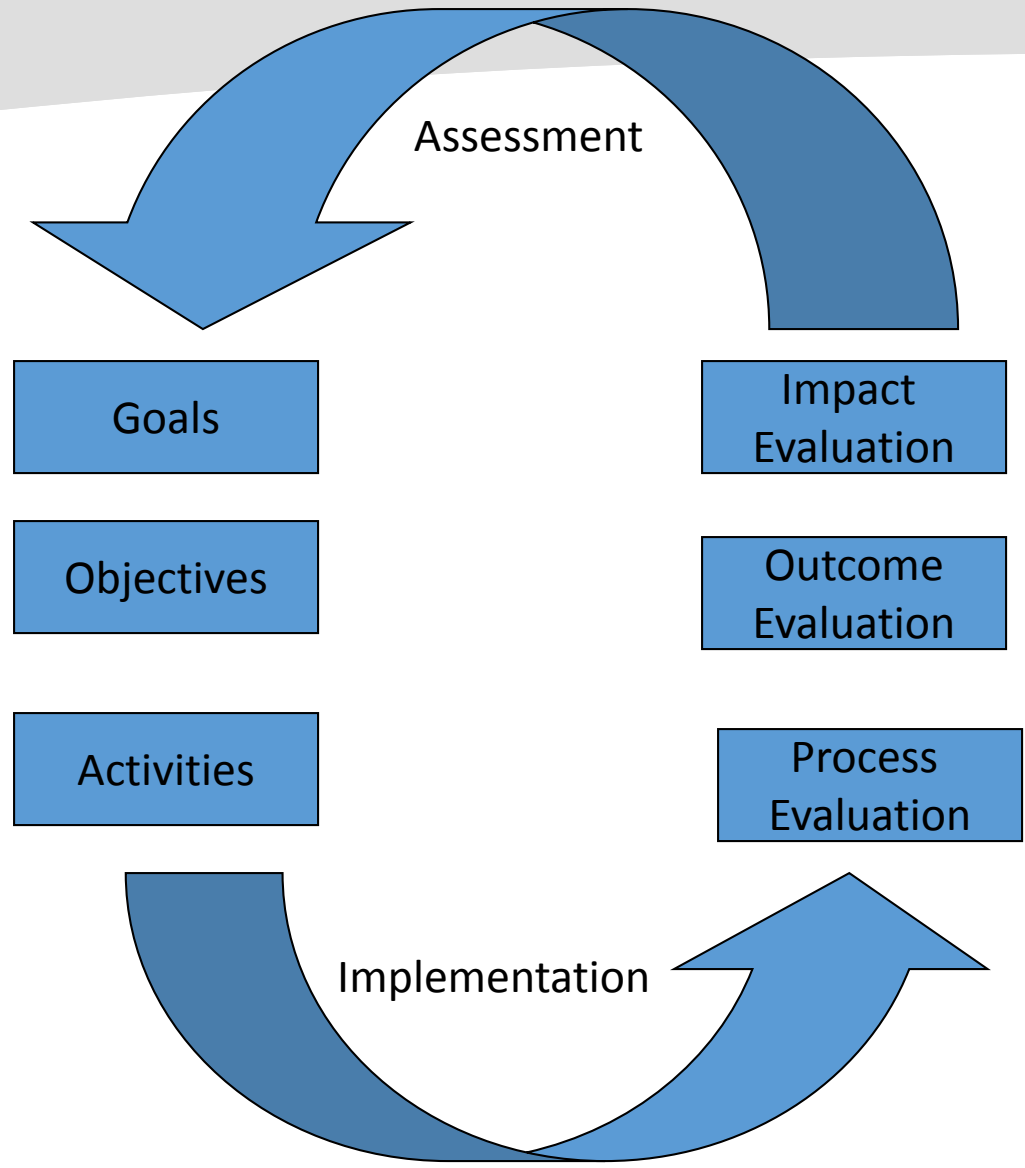 Assessment
Goals
Impact
Evaluation
Objectives
Outcome
Evaluation
Activities
Process
Evaluation
Implementation